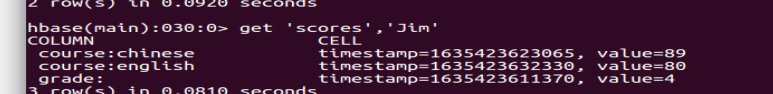 2 row(s) in 0.0920 seconds
hbase(main):030:0> get 'scores','Jim'
COLUMN CELL
course:chinese timestamp=1635423623065, value=89
course:english timestamp=1635423632330, value=80
grade: timestamp=1635423611370, value=4
3 row(s) in 0.0810 seconds